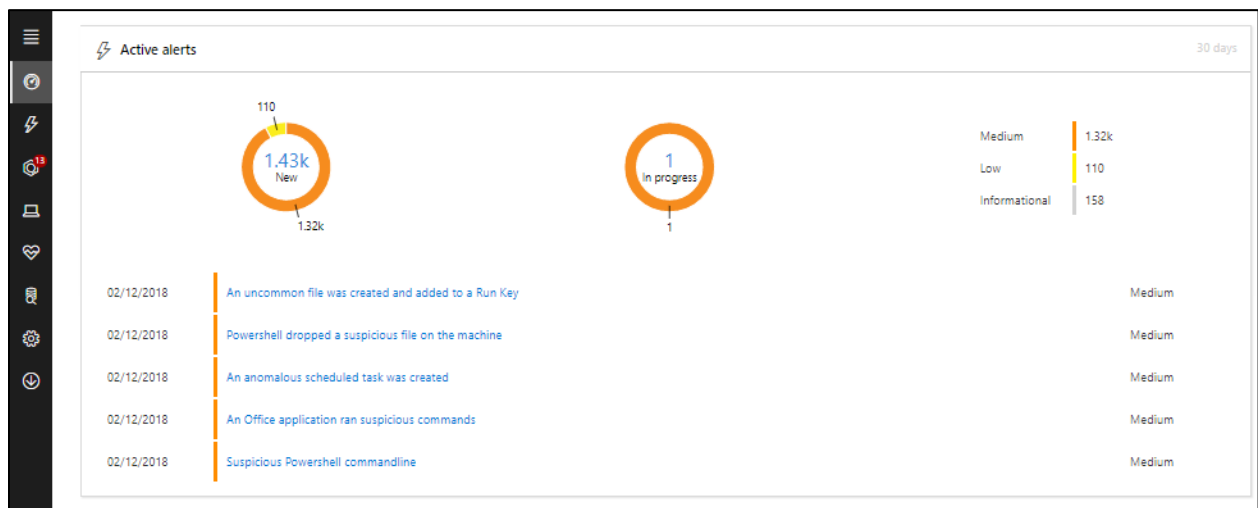 Active alerts
30 days
13
110
1.43k
New
1.32k
1
In progress
1
Medium 1.32k
Low 110
Informational 158
02/12/2018 An uncommon file was created and added to a Run Key Medium
02/12/2018 Powershell dropped a suspicious file on the machine Medium
02/12/2018 An anomalous scheduled task was created Medium
02/12/2018 An Office application ran suspicious commands Medium
02/12/2018 Suspicious Powershell commandline Medium